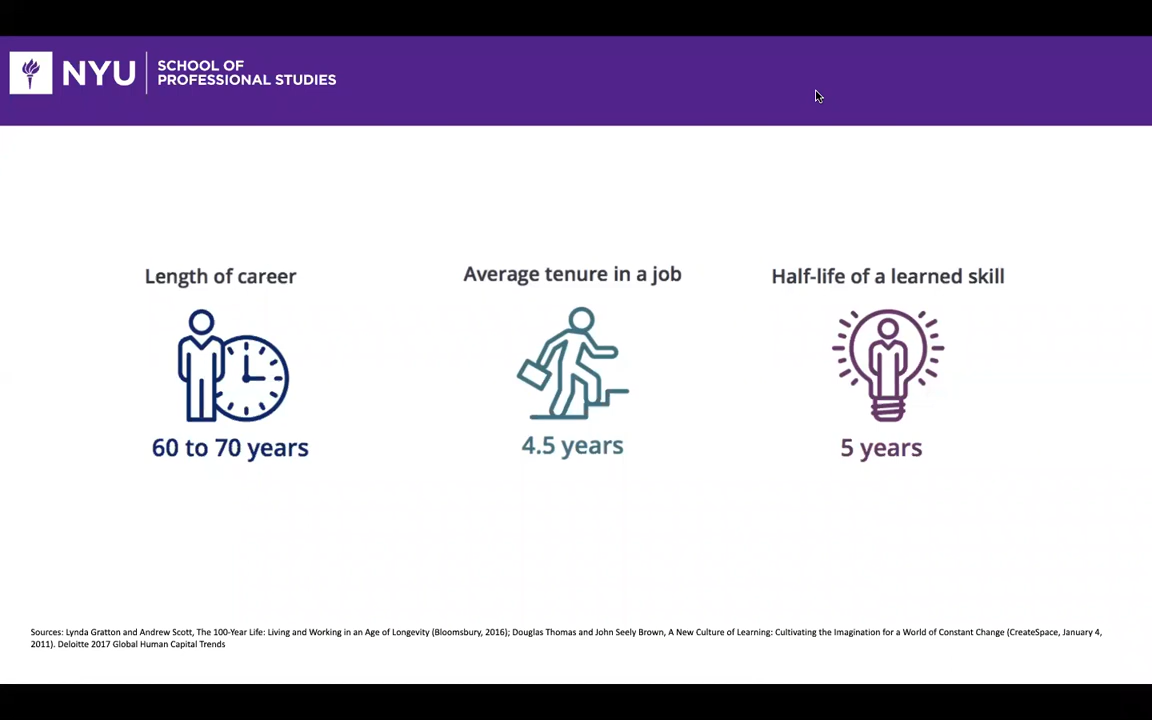 NYU
SCHOOL OF
PROFESSIONAL STUDIES
Length of career
60 to 70 years
Average tenure in a job
4.5 years
Half-life of a learned skill
5 years
Sources: Lynda Gratton and Andrew Scott, The 100-Year Life: Living and Working in an Age of Longevity (Bloomsbury, 2016); Douglas Thomas and John Seely Brown, A New Culture of Learning: Cultivating the Imagination for a World of Constant Change (CreateSpace, January 4,
2011). Deloitte 2017 Global Human Capital Trends